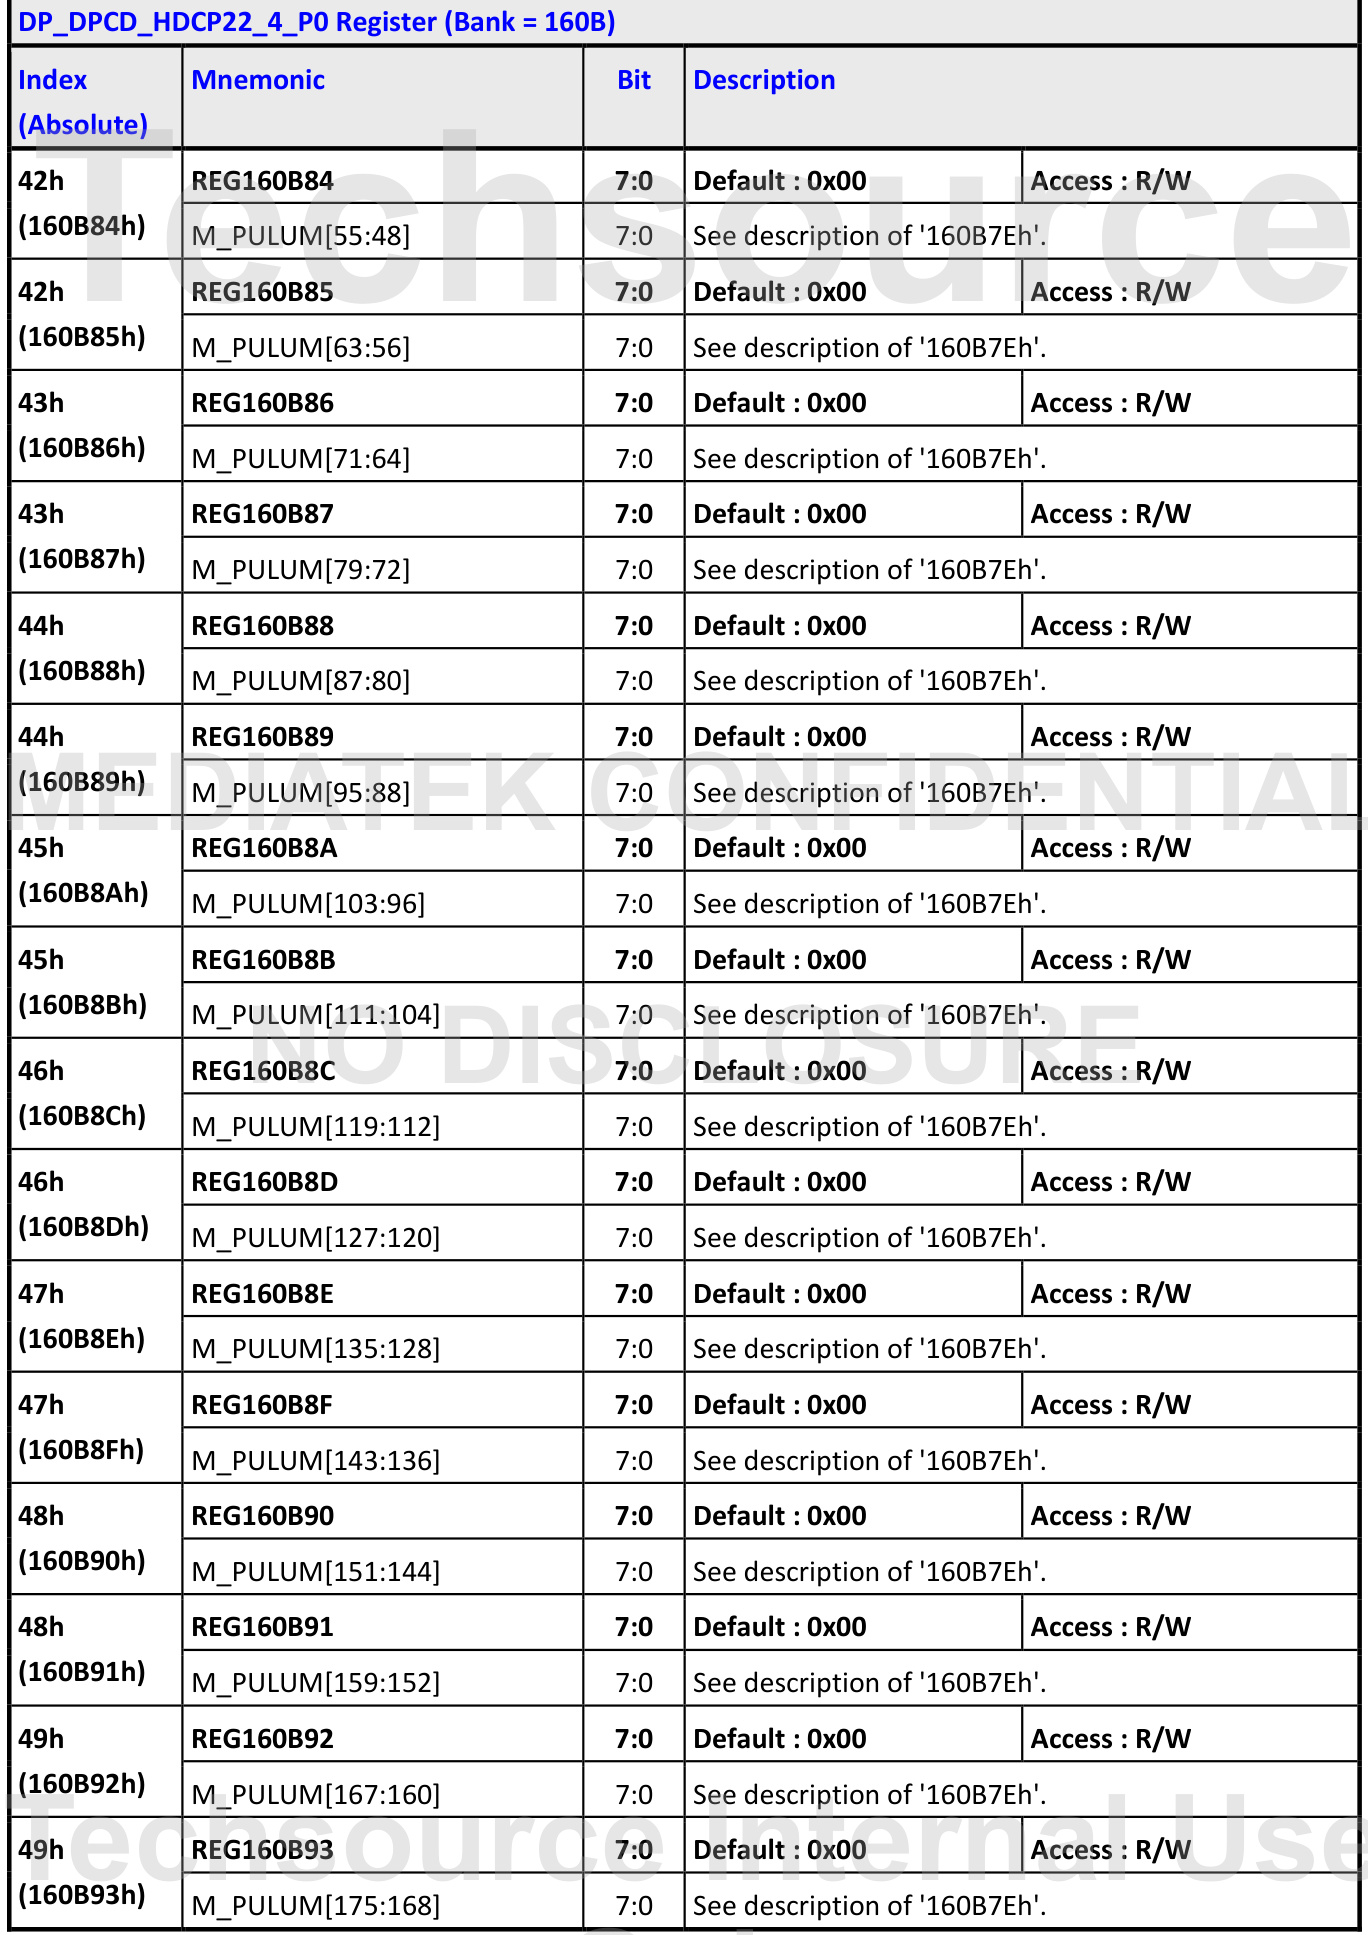 DP_DPCD_HDCP22_4_P0 Register (Bank = 160B)
Index (Absolute) Mnemonic Bit Description
42h (160B84h) REG160B84 7:0 Default : 0x00 Access : R/W
M_PULUM[55:48] 7:0 See description of '160B7Eh'.
42h (160B85h) REG160B85 7:0 Default : 0x00 Access : R/W
M_PULUM[63:56] 7:0 See description of '160B7Eh'.
43h (160B86h) REG160B86 7:0 Default : 0x00 Access : R/W
M_PULUM[71:64] 7:0 See description of '160B7Eh'.
43h (160B87h) REG160B87 7:0 Default : 0x00 Access : R/W
M_PULUM[79:72] 7:0 See description of '160B7Eh'.
44h (160B88h) REG160B88 7:0 Default : 0x00 Access : R/W
M_PULUM[87:80] 7:0 See description of '160B7Eh'.
44h (160B89h) REG160B89 7:0 Default : 0x00 Access : R/W
M_PULUM[95:88] 7:0 See description of '160B7Eh'.
45h (160B8Ah) REG160B8A 7:0 Default : 0x00 Access : R/W
M_PULUM[103:96] 7:0 See description of '160B7Eh'.
45h (160B8Bh) REG160B8B 7:0 Default : 0x00 Access : R/W
M_PULUM[111:104] 7:0 See description of '160B7Eh'.
46h (160B8Ch) REG160B8C 7:0 Default : 0x00 Access : R/W
M_PULUM[119:112] 7:0 See description of '160B7Eh'.
46h (160B8Dh) REG160B8D 7:0 Default : 0x00 Access : R/W
M_PULUM[127:120] 7:0 See description of '160B7Eh'.
47h (160B8Eh) REG160B8E 7:0 Default : 0x00 Access : R/W
M_PULUM[135:128] 7:0 See description of '160B7Eh'.
47h (160B8Fh) REG160B8F 7:0 Default : 0x00 Access : R/W
M_PULUM[143:136] 7:0 See description of '160B7Eh'.
48h (160B90h) REG160B90 7:0 Default : 0x00 Access : R/W
M_PULUM[151:144] 7:0 See description of '160B7Eh'.
48h (160B91h) REG160B91 7:0 Default : 0x00 Access : R/W
M_PULUM[159:152] 7:0 See description of '160B7Eh'.
49h (160B92h) REG160B92 7:0 Default : 0x00 Access : R/W
M_PULUM[167:160] 7:0 See description of '160B7Eh'.
49h (160B93h) REG160B93 7:0 Default : 0x00 Access : R/W
M_PULUM[175:168] 7:0 See description of '160B7Eh'.
Techsource
MEDIATEK CONFIDENTIAL
NO DISCLOSURE
Techsource Internal Use